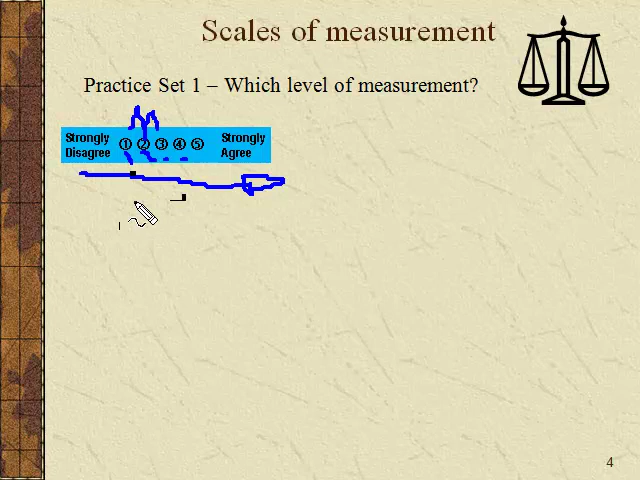 Scales of measurement
Practice Set 1 – Which level of measurement?
Strongly Disagree ① ② ③ ④ ⑤ Strongly Agree
4